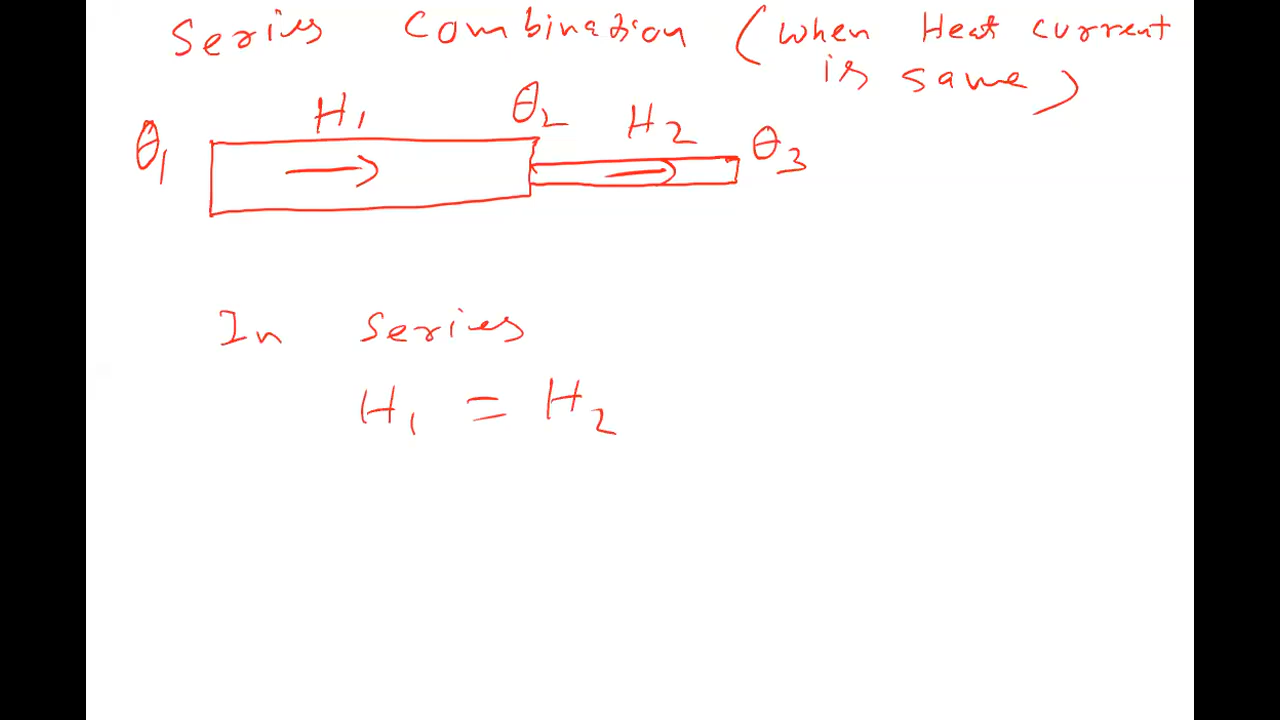 Series Combination (when Heat current
is same)
H₁ θ₂ H₂
θ₁ θ₃
In series
H₁ = H₂